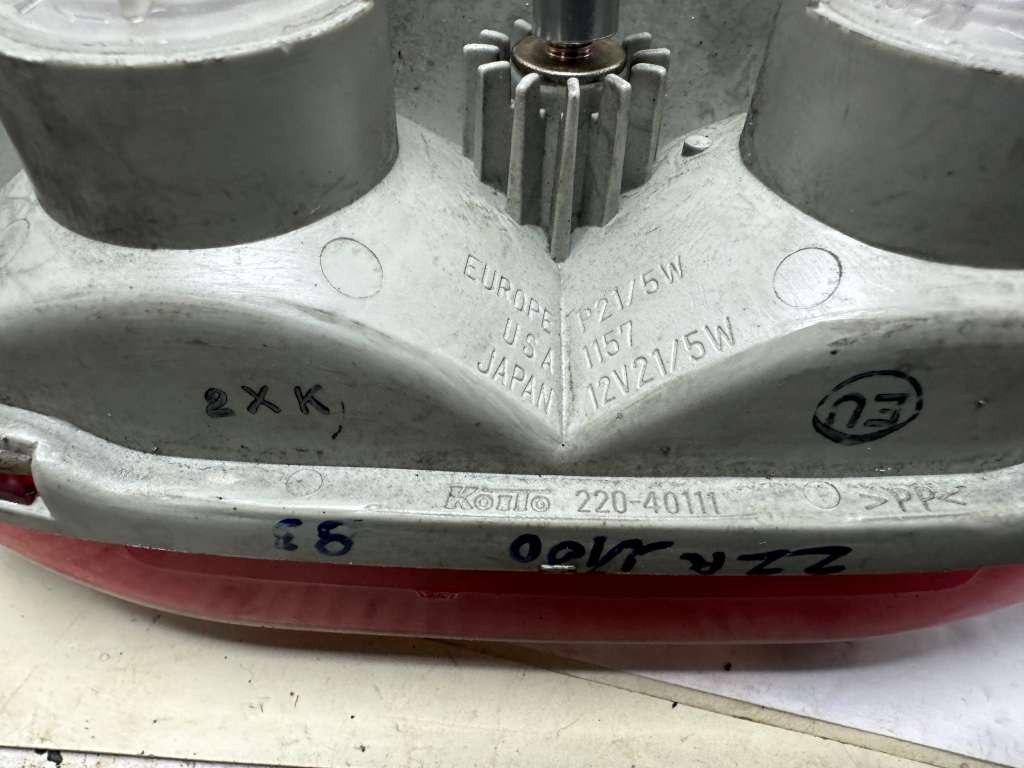 EUROPE P21/5W
USA 1157
JAPAN 12V21/5W
2XK
EU
Koito 220-40111 >PP<
ZZR 1100
93